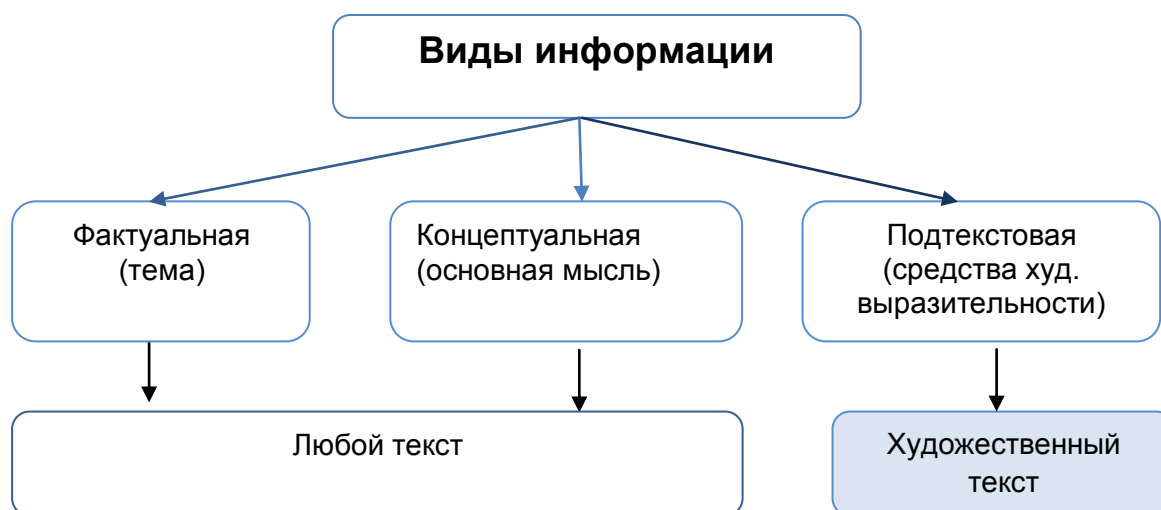 Виды информации
Фактуальная
(тема)
Концептуальная
(основная мысль)
Подтекстовая
(средства худ.
выразительности)
Любой текст
Художественный
текст